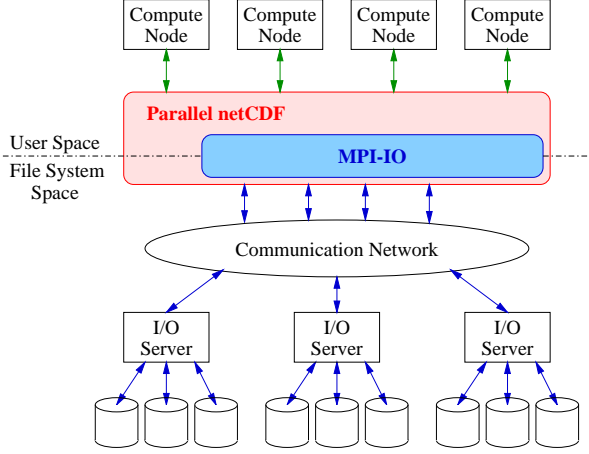 Compute
Node
Compute
Node
Compute
Node
Compute
Node
Parallel netCDF
User Space
MPI-IO
File System
Space
Communication Network
I/O
Server
I/O
Server
I/O
Server